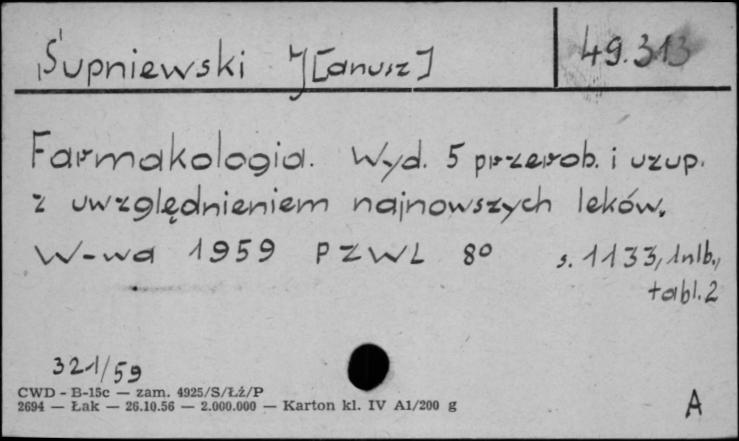 Supniewski J[anusz] 49.313
Farmakologia. Wyd. 5 przerob. i uzup.
z uwzględnieniem najnowszych leków.
W-wa 1959 PZWL 8° s. 1133, 1nlb.,
tabl. 2
321/59
CWD - B-15c — zam. 4925/S/Łż/P
2694 — Łak — 26.10.56 — 2.000.000 — Karton kl. IV A1/200 g
A